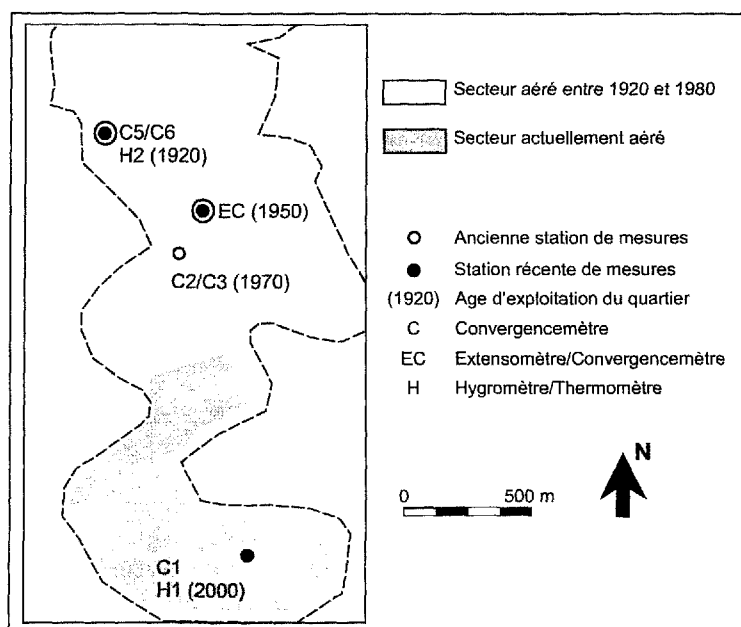 C5/C6
H2 (1920)
EC (1950)
C2/C3 (1970)
C1
H1 (2000)
Secteur aéré entre 1920 et 1980
Secteur actuellement aéré
Ancienne station de mesures
Station récente de mesures
(1920) Age d'exploitation du quartier
C Convergencemètre
EC Extensomètre/Convergencemètre
H Hygromètre/Thermomètre
N
0 500 m